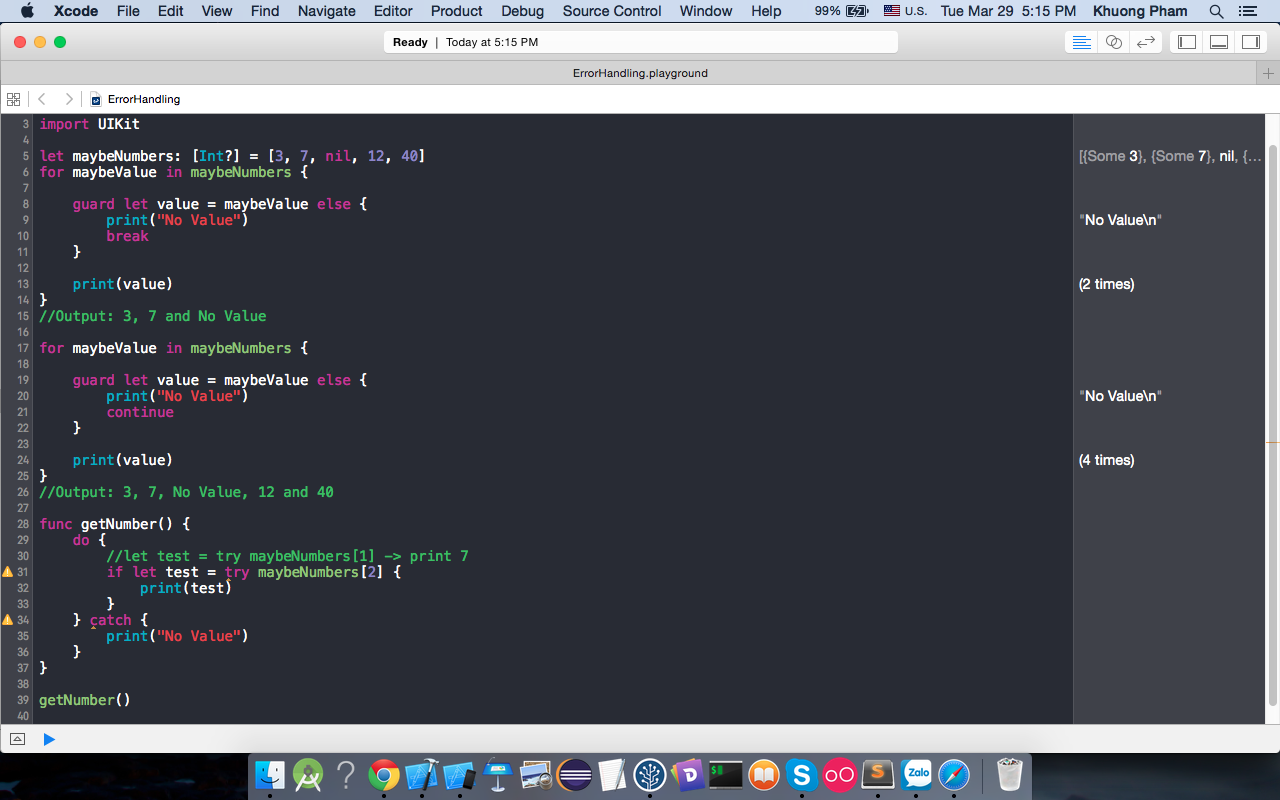 Xcode File Edit View Find Navigate Editor Product Debug Source Control Window Help 99% U.S. Tue Mar 29 5:15 PM Khuong Pham
Ready | Today at 5:15 PM
ErrorHandling.playground
ErrorHandling
3 import UIKit
4
5 let maybeNumbers: [Int?] = [3, 7, nil, 12, 40] [{Some 3}, {Some 7}, nil, {...
6 for maybeValue in maybeNumbers {
7
8 guard let value = maybeValue else {
9 print("No Value") "No Value\n"
10 break
11 }
12
13 print(value) (2 times)
14 }
15 //Output: 3, 7 and No Value
16
17 for maybeValue in maybeNumbers {
18
19 guard let value = maybeValue else {
20 print("No Value") "No Value\n"
21 continue
22 }
23
24 print(value) (4 times)
25 }
26 //Output: 3, 7, No Value, 12 and 40
27
28 func getNumber() {
29 do {
30 //let test = try maybeNumbers[1] -> print 7
31 if let test = try maybeNumbers[2] {
32 print(test)
33 }
34 } catch {
35 print("No Value")
36 }
37 }
38
39 getNumber()
40
Zalo